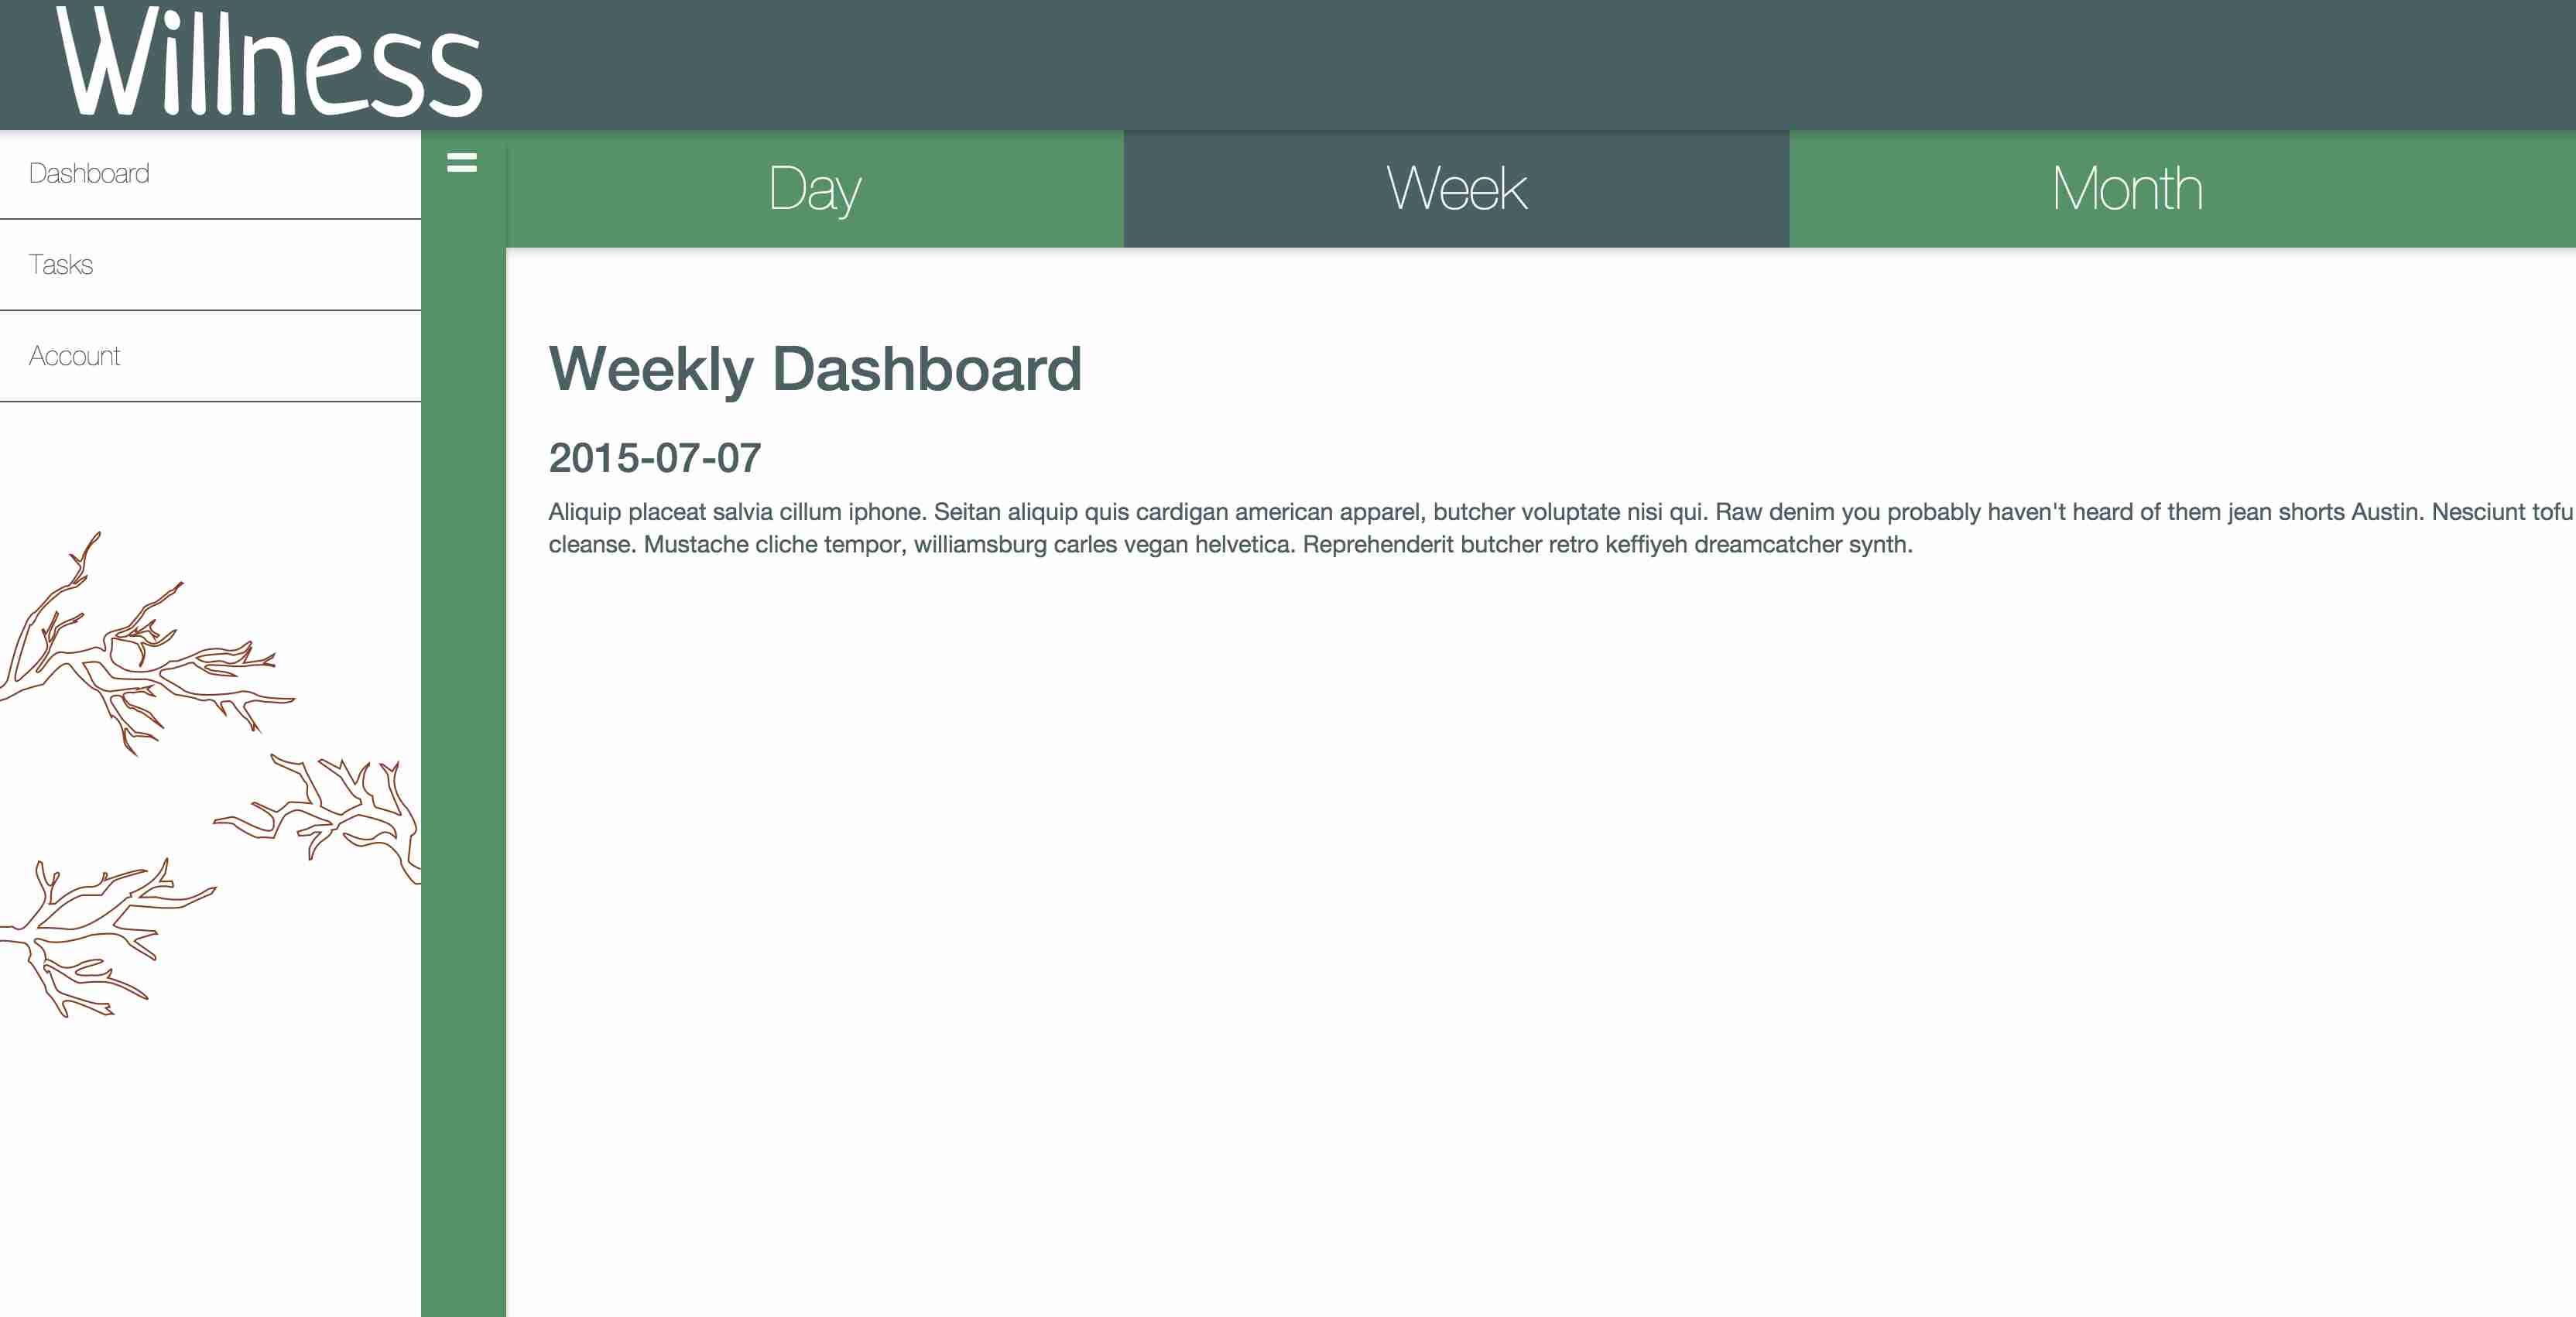 Willness
Dashboard
Tasks
Account
Day
Week
Month
Weekly Dashboard
2015-07-07
Aliquip placeat salvia cillum iphone. Seitan aliquip quis cardigan american apparel, butcher voluptate nisi qui. Raw denim you probably haven't heard of them jean shorts Austin. Nesciunt tofu
cleanse. Mustache cliche tempor, williamsburg carles vegan helvetica. Reprehenderit butcher retro keffiyeh dreamcatcher synth.